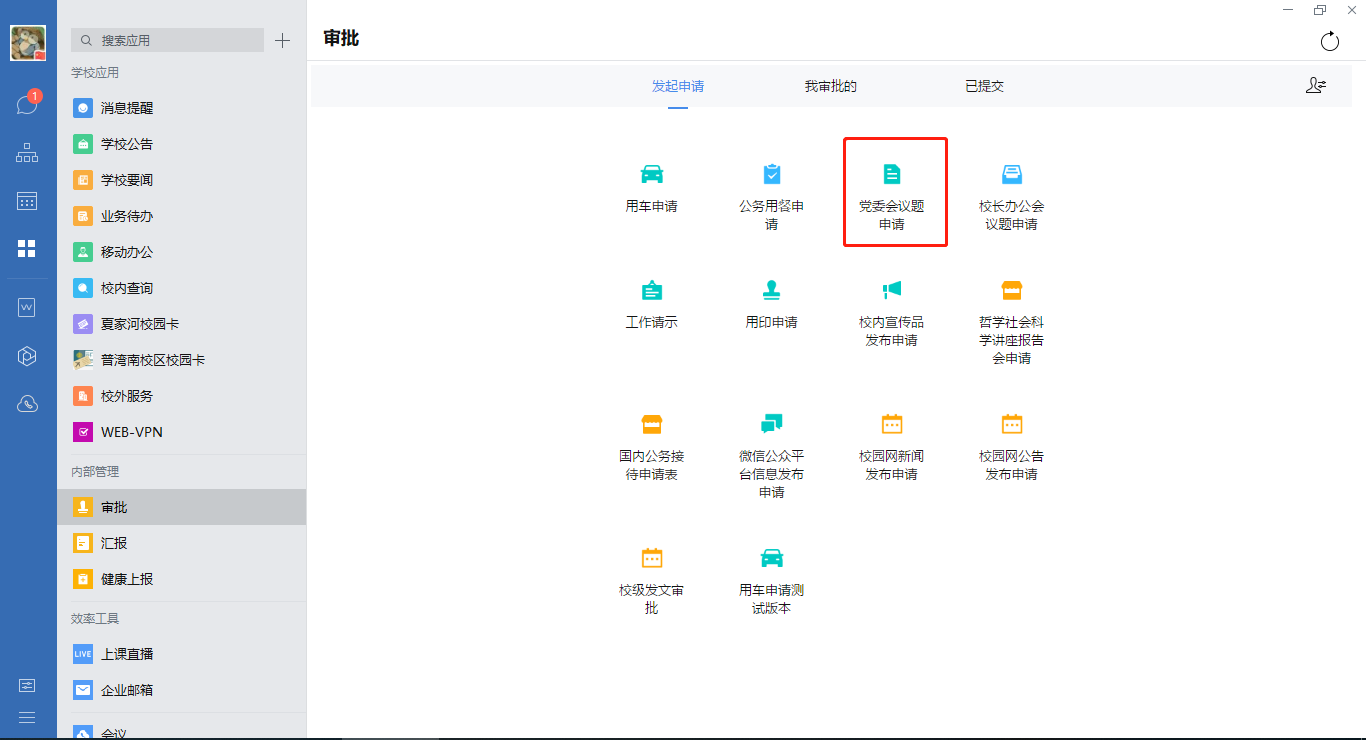 搜索应用
学校应用
1
消息提醒
学校公告
学校要闻
业务待办
移动办公
校内查询
夏家河校园卡
普湾南校区校园卡
校外服务
WEB-VPN
内部管理
审批
汇报
健康上报
效率工具
LIVE
上课直播
企业邮箱
会议
审批
发起申请
我审批的
已提交
用车申请
公务用餐申
请
党委会议题
申请
校长办公会
议题申请
工作请示
用印申请
校内宣传品
发布申请
哲学社会科
学讲座报告
会申请
国内公务接
待申请表
微信公众平
台信息发布
申请
校园网新闻
发布申请
校园网公告
发布申请
校级发文审
批
用车申请测
试版本